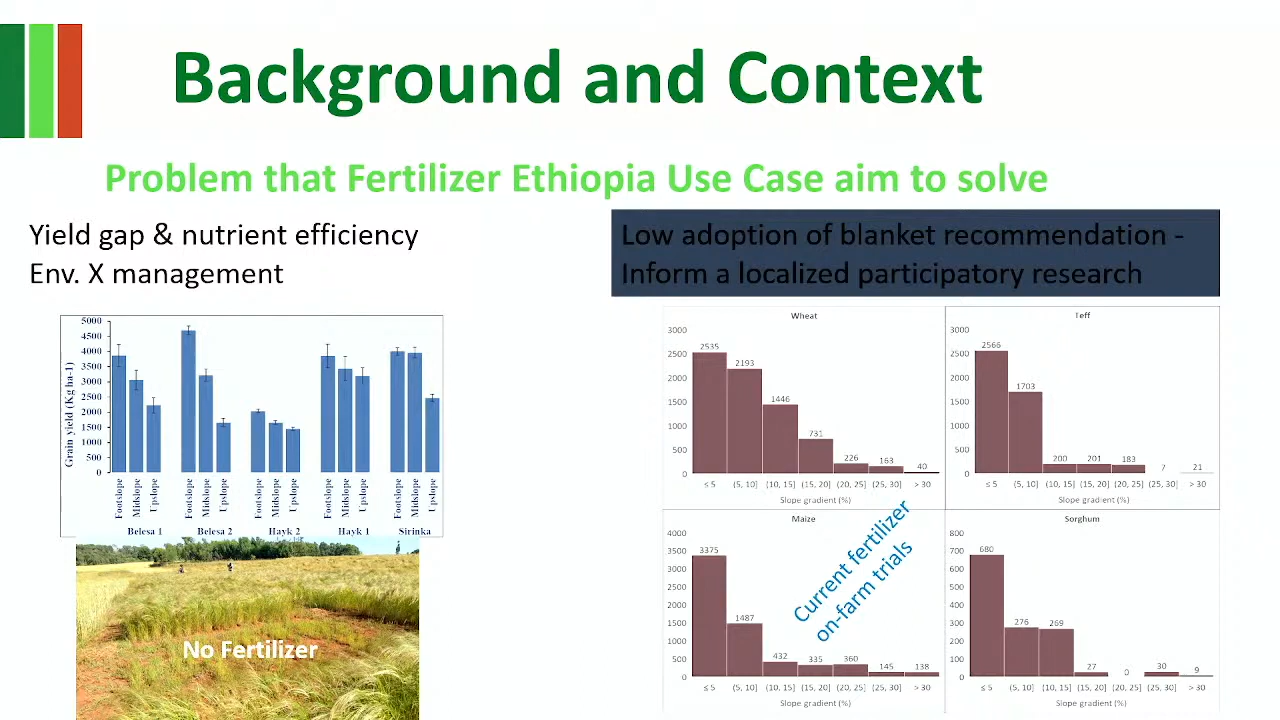 Background and Context
Problem that Fertilizer Ethiopia Use Case aim to solve
Yield gap & nutrient efficiency
Env. X management
Low adoption of blanket recommendation -
Inform a localized participatory research
Grain yield (Kg ha-1)
5000
4500
4000
3500
3000
2500
2000
1500
1000
500
0
Footslope Midslope Upslope Footslope Midslope Upslope Footslope Midslope Upslope Footslope Midslope Upslope Footslope Midslope Upslope
Belesa 1 Belesa 2 Hayk 2 Hayk 1 Sirinka
No Fertilizer
Wheat
3000
2500
2000
1500
1000
500
0
2535 2193 1446 731 226 163 40
≤ 5 (5, 10] (10, 15] (15, 20] (20, 25] (25, 30] > 30
Slope gradient (%)
Teff
3000
2500
2000
1500
1000
500
0
2566 1703 200 201 183 7 21
≤ 5 (5, 10] (10, 15] (15, 20] (20, 25] (25, 30] > 30
Slope gradient (%)
Maize
4000
3500
3000
2500
2000
1500
1000
500
0
3375 1487 432 335 360 145 138
≤ 5 (5, 10] (10, 15] (15, 20] (20, 25] (25, 30] > 30
Slope gradient (%)
Current fertilizer
on-farm trials
Sorghum
800
700
600
500
400
300
200
100
0
680 276 269 27 0 30 9
≤ 5 (5, 10] (10, 15] (15, 20] (20, 25] (25, 30] > 30
Slope gradient (%)